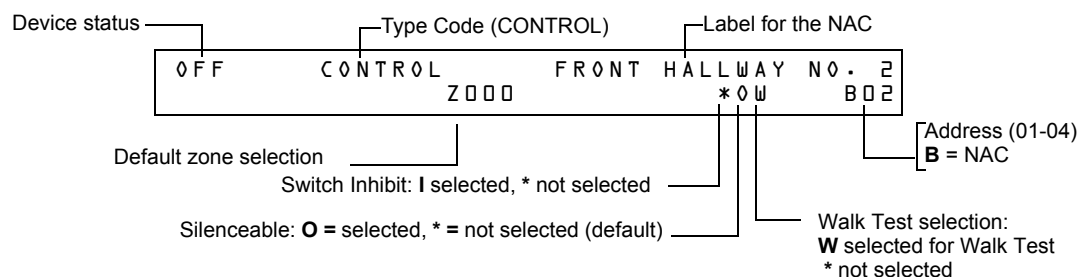 Device status
Type Code (CONTROL)
Label for the NAC
OFF CONTROL FRONT HALLWAY NO. 2
Z000 *OW B02
Address (01-04)
B = NAC
Default zone selection
Switch Inhibit: I selected, * not selected
Silenceable: O = selected, * = not selected (default)
Walk Test selection:
W selected for Walk Test
* not selected